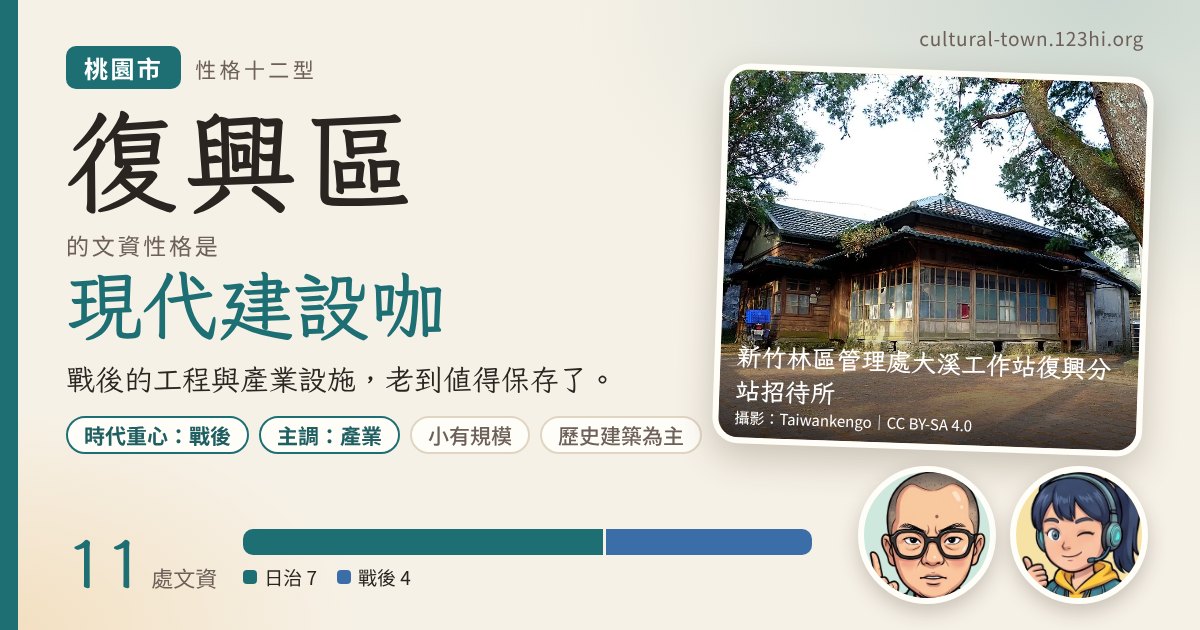 cultural-town.123hi.org
桃園市
性格十二型
復興區
的文資性格是
現代建設咖
戰後的工程與產業設施，老到值得保存了。
時代重心：戰後
主調：產業
小有規模
歷史建築為主
新竹林區管理處大溪工作站復興分
站招待所
攝影：Taiwankengo｜CC BY-SA 4.0
11 處文資
日治 7
戰後 4